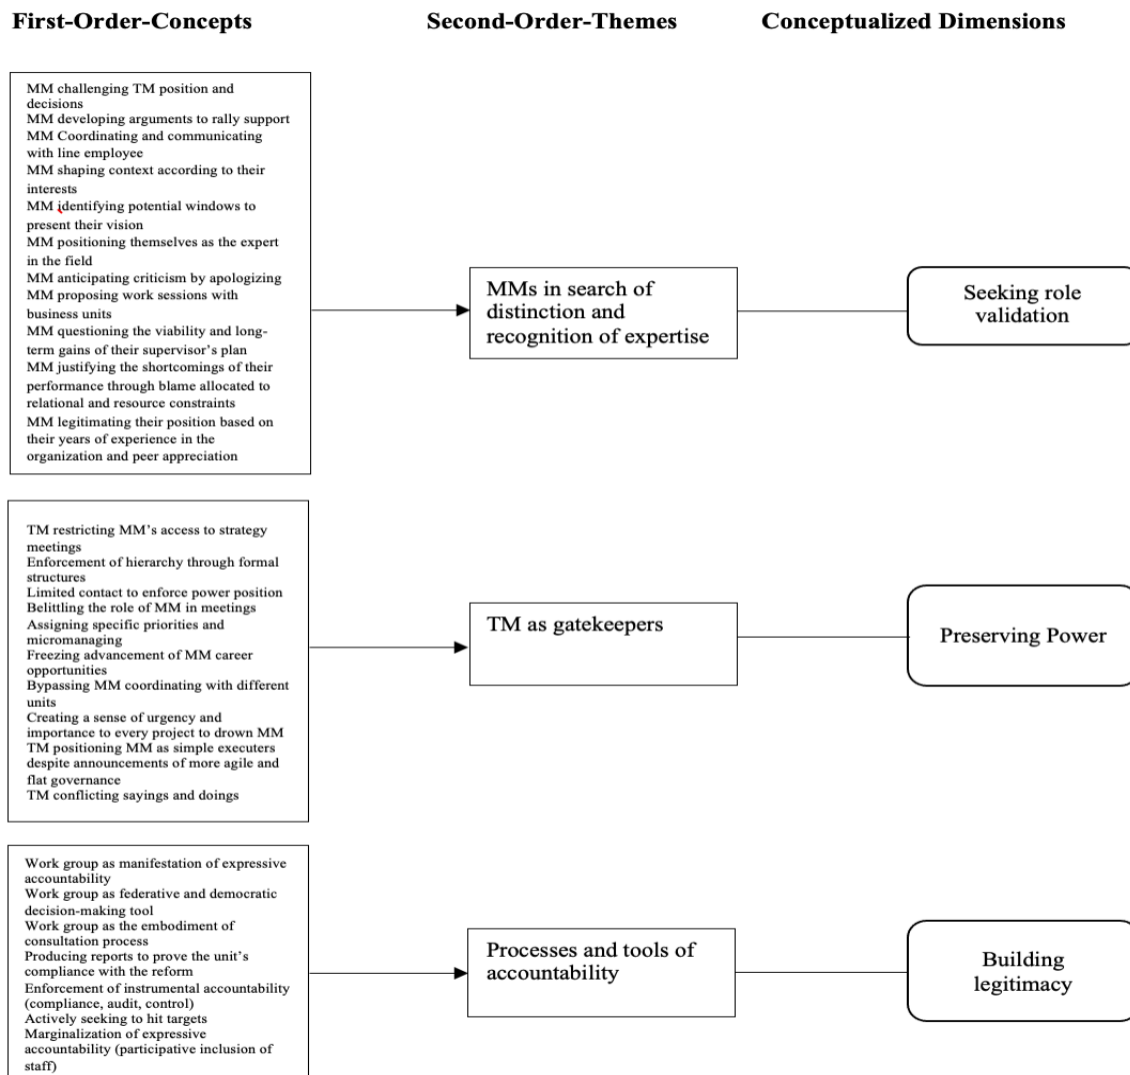 First-Order-Concepts
Second-Order-Themes
Conceptualized Dimensions
MM challenging TM position and
decisions
MM developing arguments to rally support
MM Coordinating and communicating
with line employee
MM shaping context according to their
interests
MM identifying potential windows to
present their vision
MM positioning themselves as the expert
in the field
MM anticipating criticism by apologizing
MM proposing work sessions with
business units
MM questioning the viability and long-
term gains of their supervisor's plan
MM justifying the shortcomings of their
performance through blame allocated to
relational and resource constraints
MM legitimating their position based on
their years of experience in the
organization and peer appreciation
MMs in search of
distinction and
recognition of expertise
Seeking role
validation
TM restricting MM's access to strategy
meetings
Enforcement of hierarchy through formal
structures
Limited contact to enforce power position
Belittling the role of MM in meetings
Assigning specific priorities and
micromanaging
Freezing advancement of MM career
opportunities
Bypassing MM coordinating with different
units
Creating a sense of urgency and
importance to every project to drown MM
TM positioning MM as simple executers
despite announcements of more agile and
flat governance
TM conflicting sayings and doings
TM as gatekeepers
Preserving Power
Work group as manifestation of expressive
accountability
Work group as federative and democratic
decision-making tool
Work group as the embodiment of
consultation process
Producing reports to prove the unit's
compliance with the reform
Enforcement of instrumental accountability
(compliance, audit, control)
Actively seeking to hit targets
Marginalization of expressive
accountability (participative inclusion of
staff)
Processes and tools of
accountability
Building
legitimacy